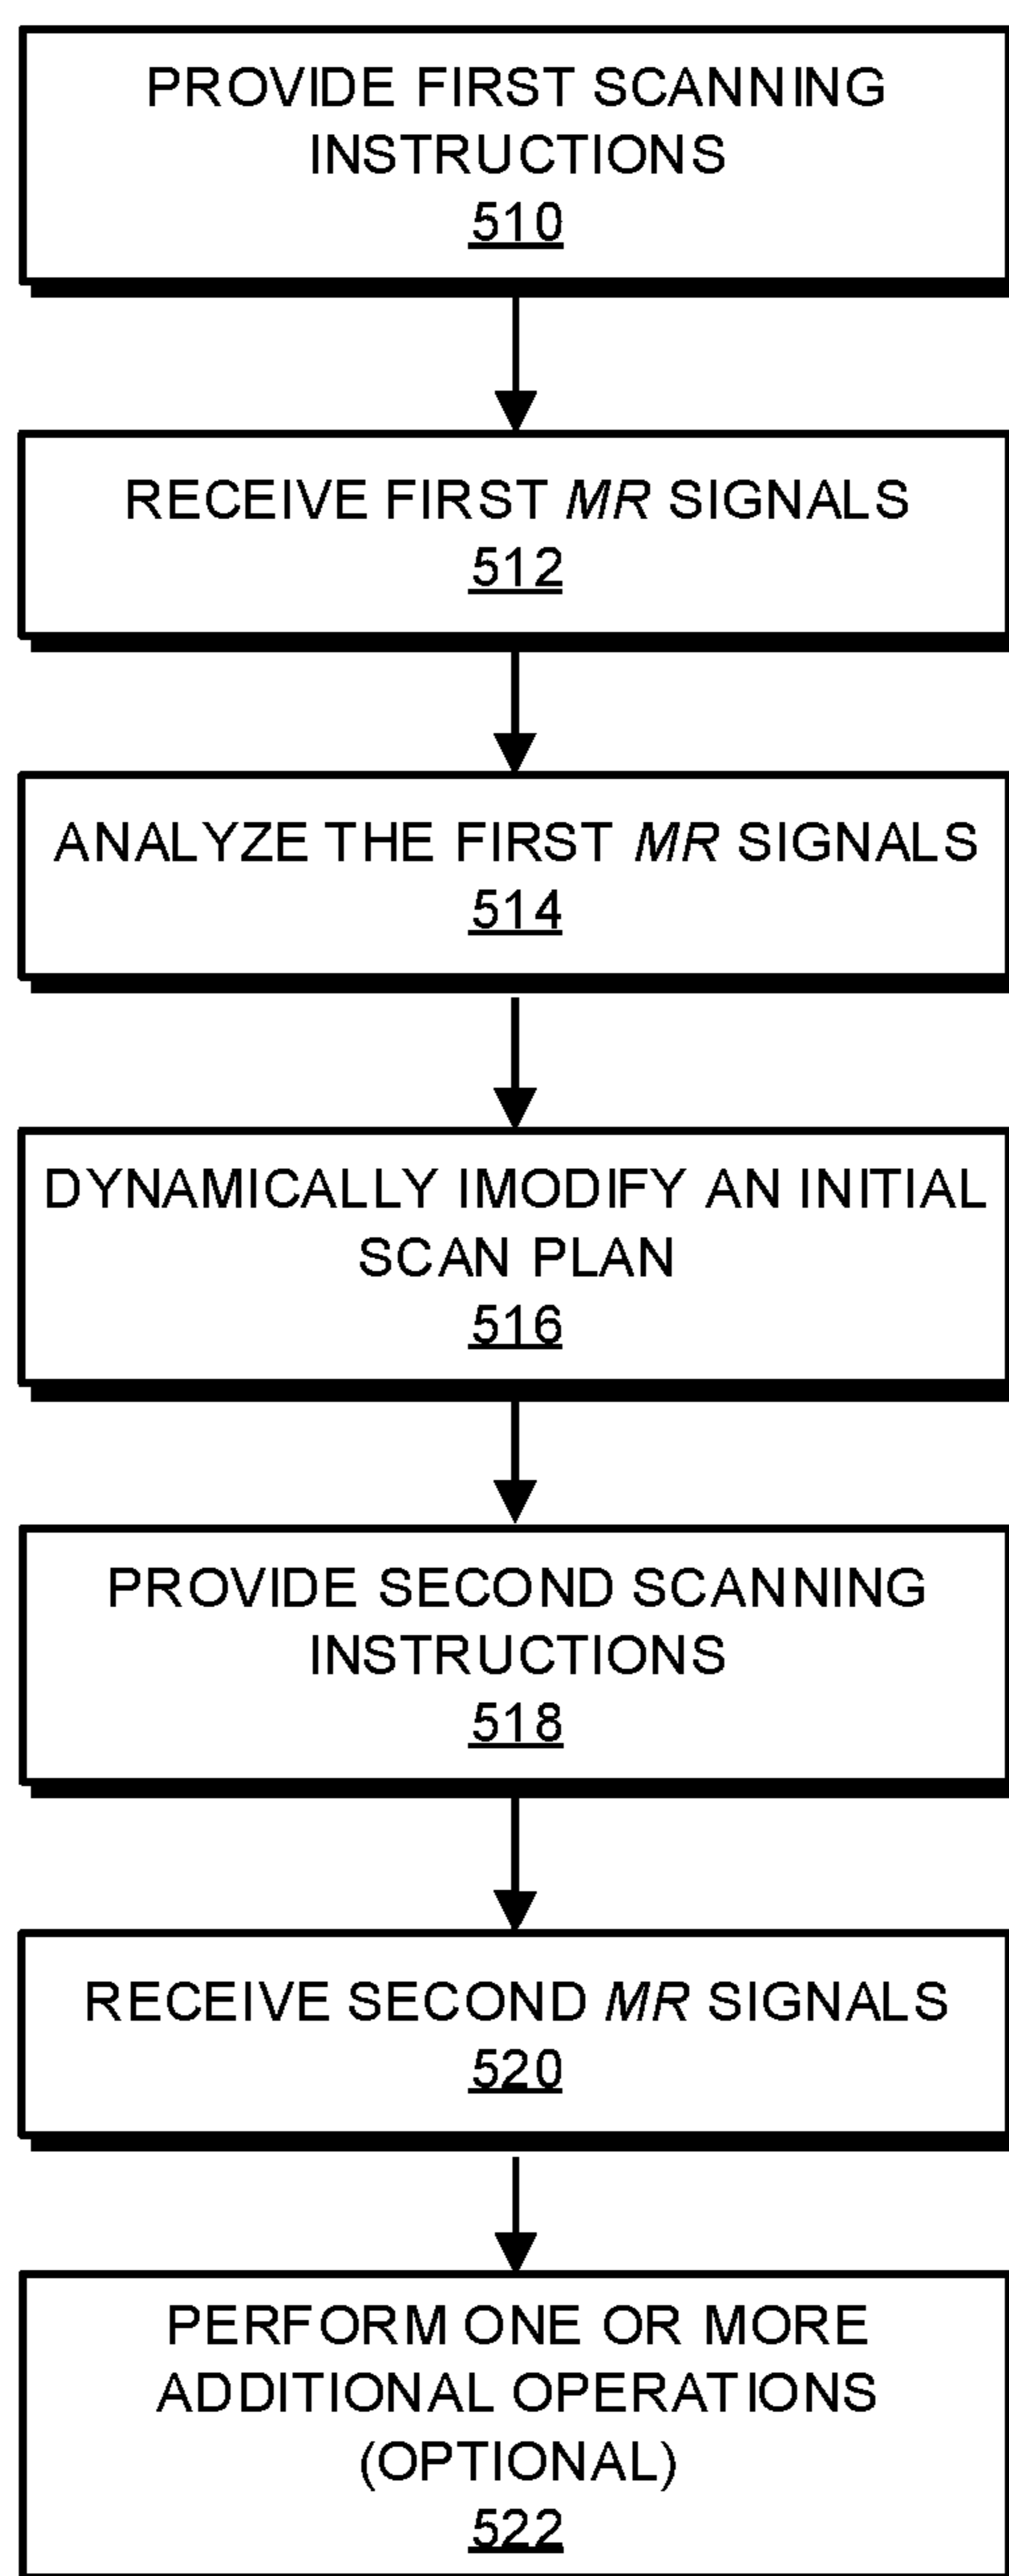 PROVIDE FIRST SCANNING
INSTRUCTIONS
510
RECEIVE FIRST MR SIGNALS
512
ANALYZE THE FIRST MR SIGNALS
514
DYNAMICALLY IMODIFY AN INITIAL
SCAN PLAN
516
PROVIDE SECOND SCANNING
INSTRUCTIONS
518
RECEIVE SECOND MR SIGNALS
520
PERFORM ONE OR MORE
ADDITIONAL OPERATIONS
(OPTIONAL)
522